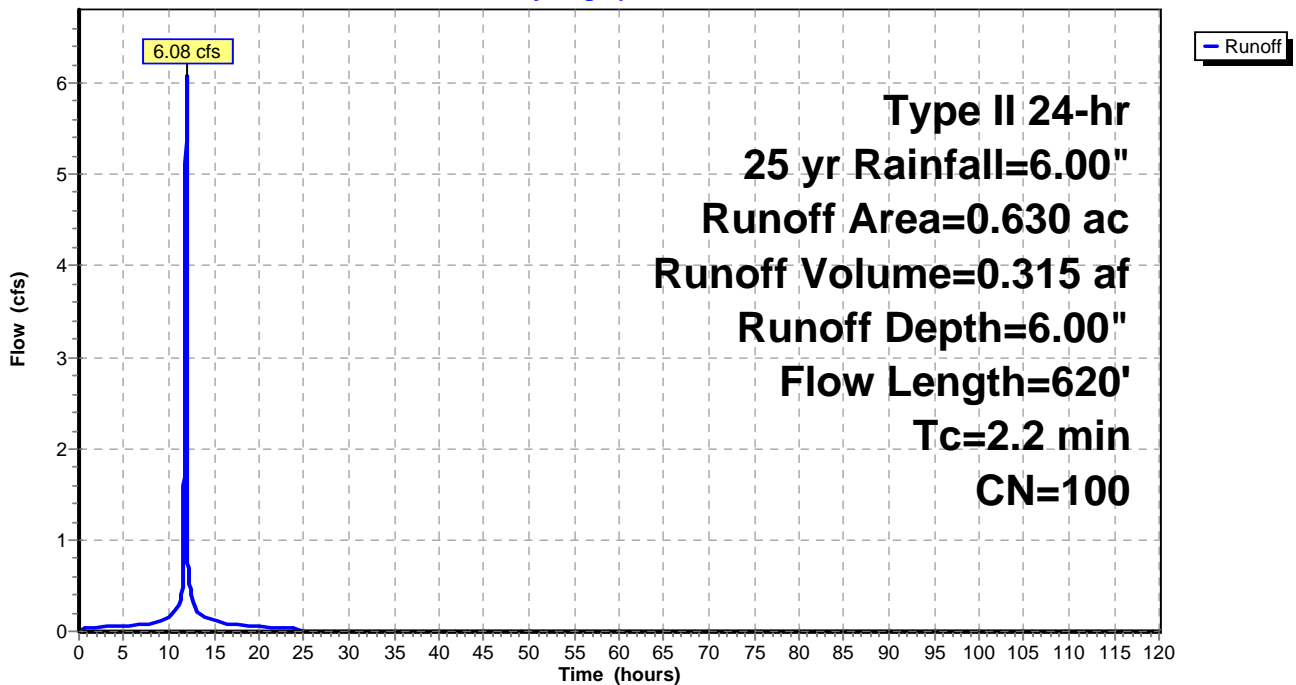 6.08 cfs
Runoff
Type II 24-hr
25 yr Rainfall=6.00"
Runoff Area=0.630 ac
Runoff Volume=0.315 af
Runoff Depth=6.00"
Flow Length=620'
Tc=2.2 min
CN=100
Flow (cfs)
6
5
4
3
2
1
0
0 5 10 15 20 25 30 35 40 45 50 55 60 65 70 75 80 85 90 95 100 105 110 115 120
Time (hours)